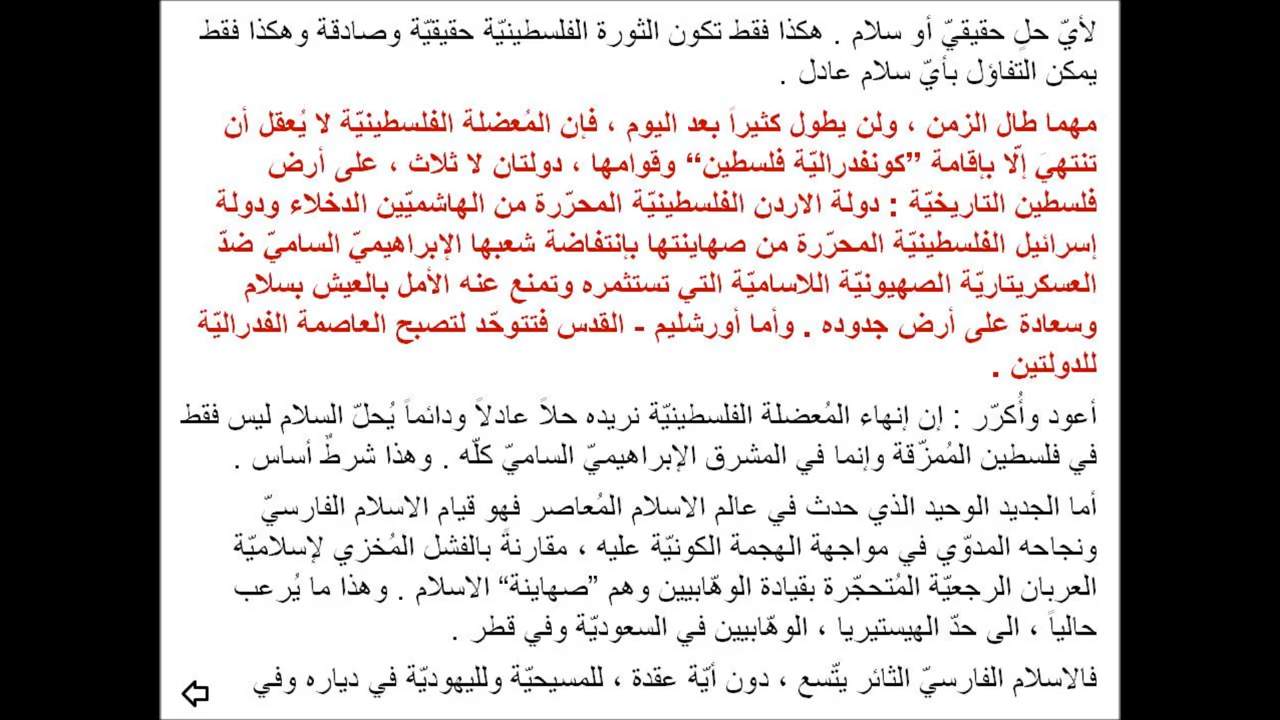 لأيّ حلٍ حقيقيّ أو سلام . هكذا فقط تكون الثورة الفلسطينيّة حقيقيّة وصادقة وهكذا فقط
يمكن التفاؤل بأيّ سلام عادل .
مهما طال الزمن ، ولن يطول كثيراً بعد اليوم ، فإن المُعضلة الفلسطينيّة لا يُعقل أن
تنتهيَ إلّا بإقامة ”كونفدراليّة فلسطين“ وقوامها ، دولتان لا ثلاث ، على أرض
فلسطين التاريخيّة : دولة الاردن الفلسطينيّة المحرّرة من الهاشميّين الدخلاء ودولة
إسرائيل الفلسطينيّة المحرّرة من صهاينتها بإنتفاضة شعبها الإبراهيميّ الساميّ ضدّ
العسكريتاريّة الصهيونيّة اللاساميّة التي تستثمره وتمنع عنه الأمل بالعيش بسلام
وسعادة على أرض جدوده . وأما أورشليم - القدس فتتوحّد لتصبح العاصمة الفدراليّة
للدولتين .
أعود وأُكرّر : إن إنهاء المُعضلة الفلسطينيّة نريده حلاً عادلاً ودائماً يُحلّ السلام ليس فقط
في فلسطين المُمزّقة وإنما في المشرق الإبراهيميّ الساميّ كلّه . وهذا شرطٌ أساس .
أما الجديد الوحيد الذي حدث في عالم الاسلام المُعاصر فهو قيام الاسلام الفارسيّ
ونجاحه المدوّي في مواجهة الهجمة الكونيّة عليه ، مقارنةً بالفشل المُخزي لإسلاميّة
العربان الرجعيّة المُتحجّرة بقيادة الوهّابيين وهم ”صهاينة“ الاسلام . وهذا ما يُرعب
حالياً ، الى حدّ الهيستيريا ، الوهّابيين في السعوديّة وفي قطر .
فالاسلام الفارسيّ الثائر يتّسع ، دون أيّة عقدة ، للمسيحيّة ولليهوديّة في دياره وفي